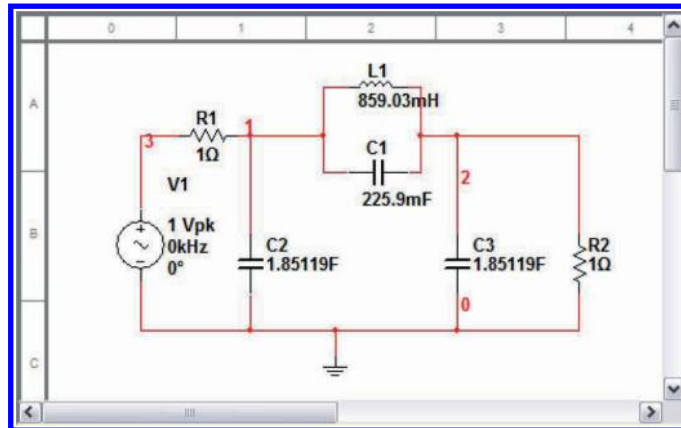 0 1 2 3 4
A
B
C
L1
859.03mH
R1
1Ω
3
1
C1
225.9mF
V1
1 Vpk
0kHz
0°
C2
1.85119F
2
C3
1.85119F
0
R2
1Ω